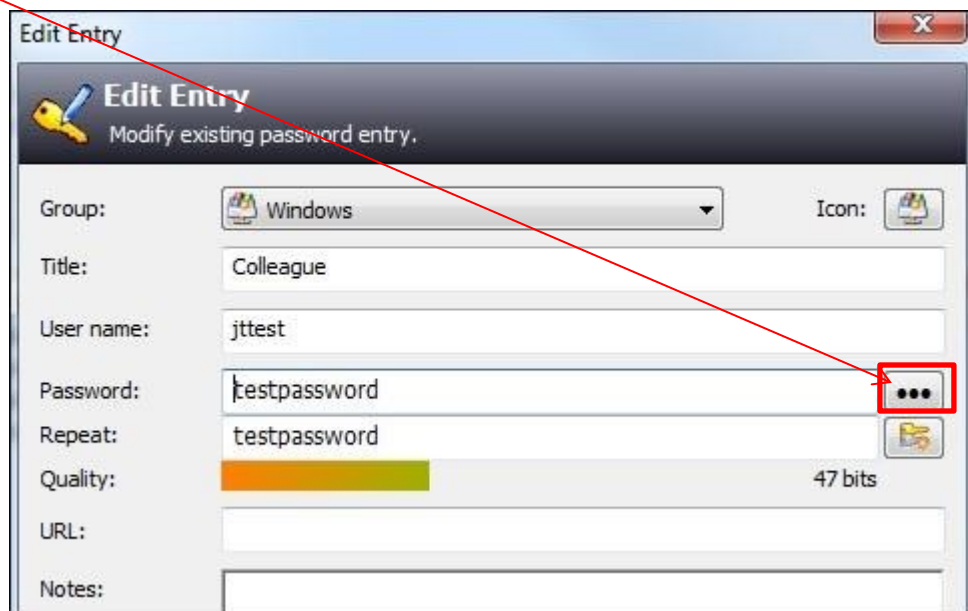 Edit Entry
Edit Entry
Modify existing password entry.
Group: Windows Icon:
Title: Colleague
User name: jttest
Password: testpassword
Repeat: testpassword
Quality: 47 bits
URL:
Notes: